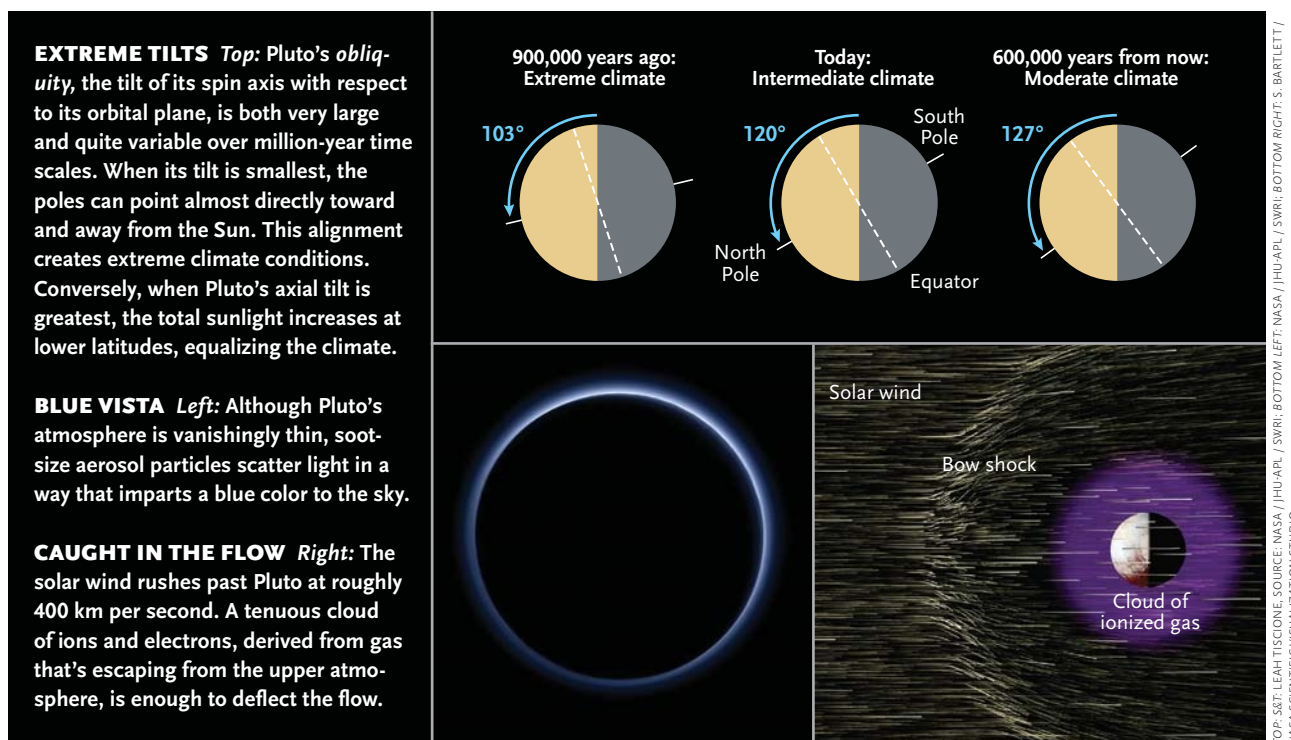 EXTREME TILTS Top: Pluto's obliq-
uity, the tilt of its spin axis with respect
to its orbital plane, is both very large
and quite variable over million-year time
scales. When its tilt is smallest, the
poles can point almost directly toward
and away from the Sun. This alignment
creates extreme climate conditions.
Conversely, when Pluto's axial tilt is
greatest, the total sunlight increases at
lower latitudes, equalizing the climate.
BLUE VISTA Left: Although Pluto's
atmosphere is vanishingly thin, soot-
size aerosol particles scatter light in a
way that imparts a blue color to the sky.
CAUGHT IN THE FLOW Right: The
solar wind rushes past Pluto at roughly
400 km per second. A tenuous cloud
of ions and electrons, derived from gas
that's escaping from the upper atmo-
sphere, is enough to deflect the flow.
900,000 years ago:
Extreme climate
103°
Today:
Intermediate climate
120°
South
Pole
North
Pole
Equator
600,000 years from now:
Moderate climate
127°
Solar wind
Bow shock
Cloud of
ionized gas
TOP: S&T: LEAH TISCIONE, SOURCE: NASA / JHU-APL / SWRI; BOTTOM LEFT: NASA / JHU-APL / SWRI; BOTTOM RIGHT: S. BARTLETT /